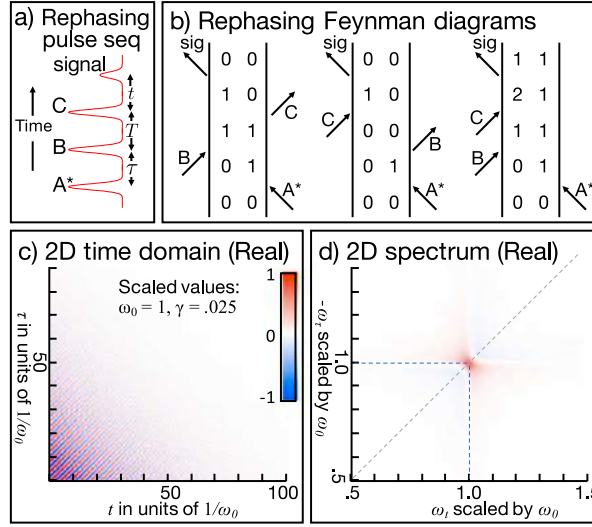 a) Rephasing
pulse seq
signal
t
C
Time
T
B
τ
A*
b) Rephasing Feynman diagrams
sig
0 0
1 0
C
1 1
B
0 1
A*
0 0
sig
0 0
1 0
C
0 0
B
0 1
A*
0 0
sig
1 1
2 1
C
1 1
B
0 1
A*
0 0
c) 2D time domain (Real)
Scaled values:
ω0 = 1, γ = .025
1
0
-1
τ in units of 1/ω0
50
50
100
t in units of 1/ω0
d) 2D spectrum (Real)
-ωτ scaled by ω0
1.0
.5
.5
1.0
1.5
ωt scaled by ω0